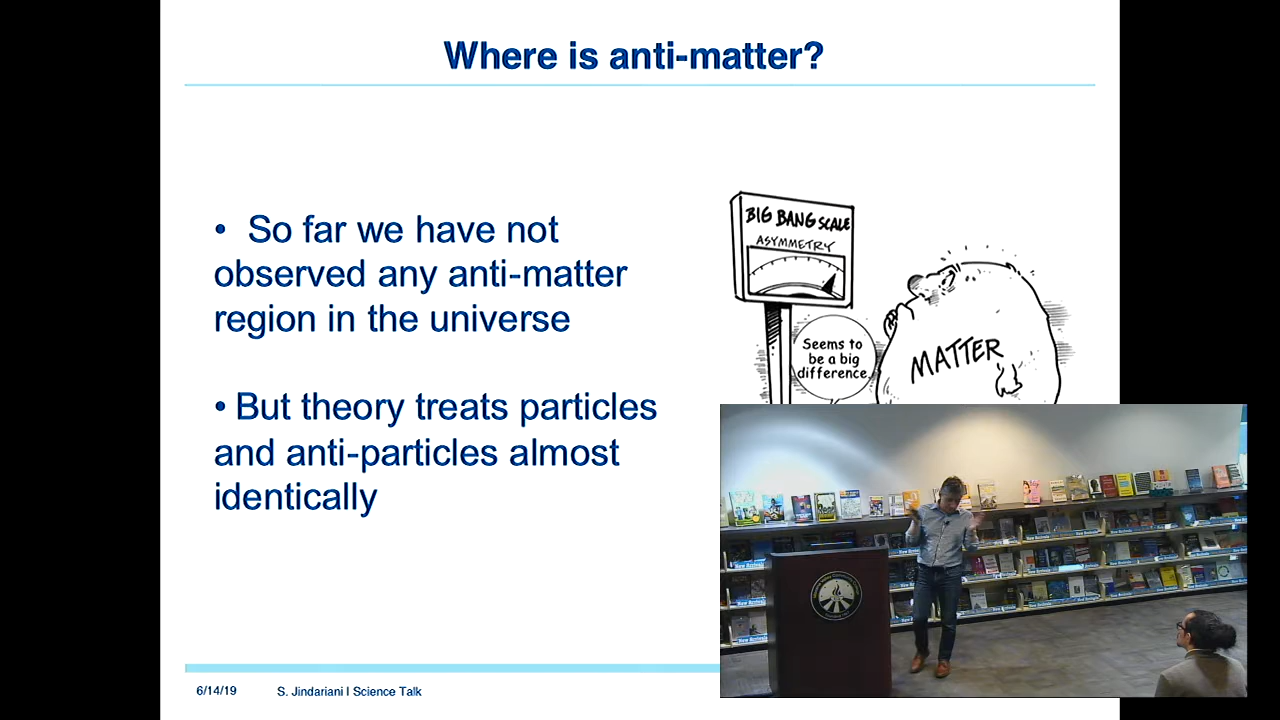 Where is anti-matter?
• So far we have not
observed any anti-matter
region in the universe
• But theory treats particles
and anti-particles almost
identically
BIG BANG SCALE
ASYMMETRY
Seems to
be a big
difference.
MATTER
6/14/19
S. Jindariani | Science Talk